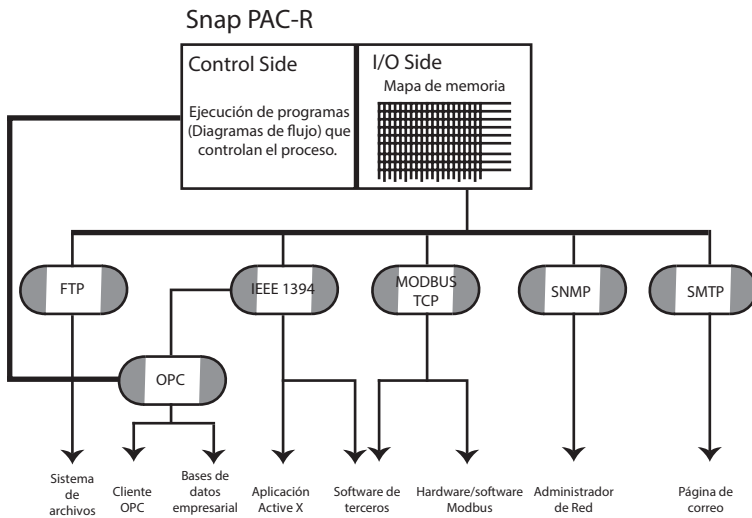 Snap PAC-R
Control Side
Ejecución de programas
(Diagramas de flujo) que
controlan el proceso.
I/O Side
Mapa de memoria
FTP
IEEE 1394
MODBUS
TCP
SNMP
SMTP
OPC
Sistema
de
archivos
Cliente
OPC
Bases de
datos
empresarial
Aplicación
Active X
Software de
terceros
Hardware/software
Modbus
Administrador
de Red
Página de
correo